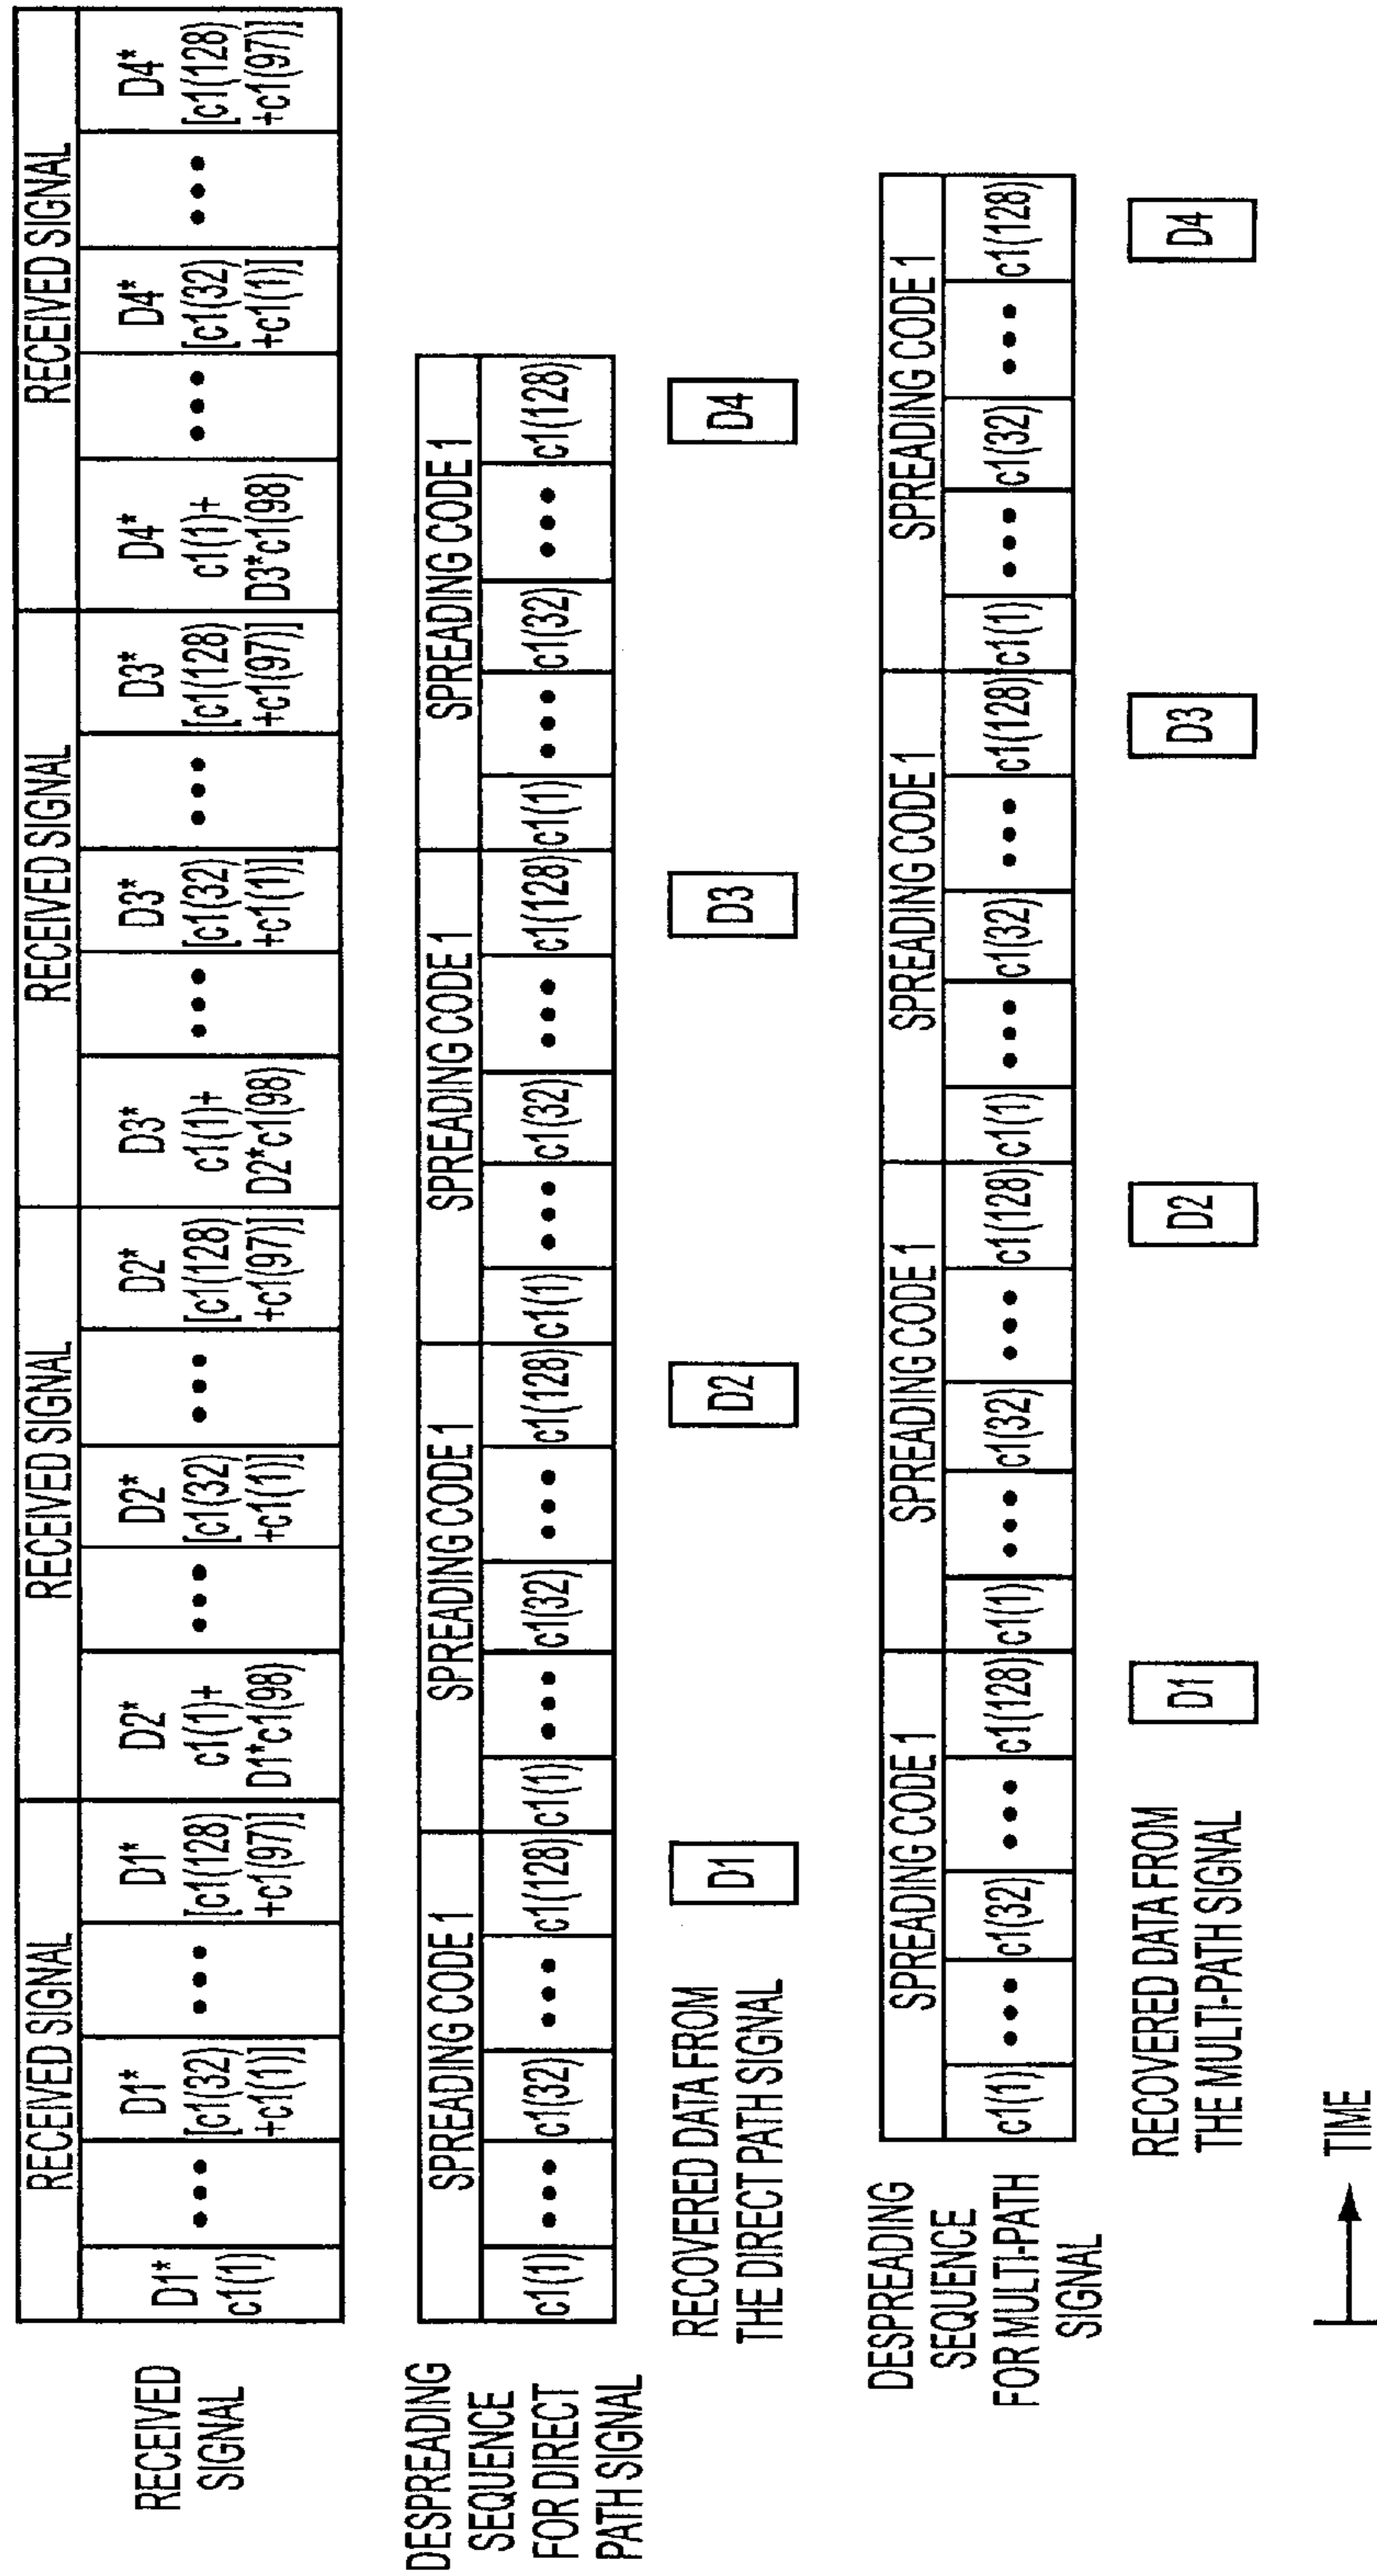 RECEIVED
SIGNAL
RECEIVED SIGNAL
RECEIVED SIGNAL
RECEIVED SIGNAL
RECEIVED SIGNAL
D1*
c1(1)
•••
D1*
[c1(32)
+c1(1)]
•••
D1*
[c1(128)
+c1(97)]
D2*
c1(1)+
D1*c1(98)
•••
D2*
[c1(32)
+c1(1)]
•••
D2*
[c1(128)
+c1(97)]
D3*
c1(1)+
D2*c1(98)
•••
D3*
[c1(32)
+c1(1)]
•••
D3*
[c1(128)
+c1(97)]
D4*
c1(1)+
D3*c1(98)
•••
D4*
[c1(32)
+c1(1)]
•••
D4*
[c1(128)
+c1(97)]
DESPREADING
SEQUENCE
FOR DIRECT
PATH SIGNAL
SPREADING CODE 1
SPREADING CODE 1
SPREADING CODE 1
SPREADING CODE 1
c1(1) ••• c1(32) ••• c1(128) c1(1) ••• c1(32) ••• c1(128) c1(1) ••• c1(32) ••• c1(128) c1(1) ••• c1(32) ••• c1(128)
RECOVERED DATA FROM
THE DIRECT PATH SIGNAL
D1
D2
D3
D4
DESPREADING
SEQUENCE
FOR MULTI-PATH
SIGNAL
SPREADING CODE 1
SPREADING CODE 1
SPREADING CODE 1
SPREADING CODE 1
c1(1) ••• c1(32) ••• c1(128) c1(1) ••• c1(32) ••• c1(128) c1(1) ••• c1(32) ••• c1(128) c1(1) ••• c1(32) ••• c1(128)
RECOVERED DATA FROM
THE MULTI-PATH SIGNAL
D1
D2
D3
D4
TIME